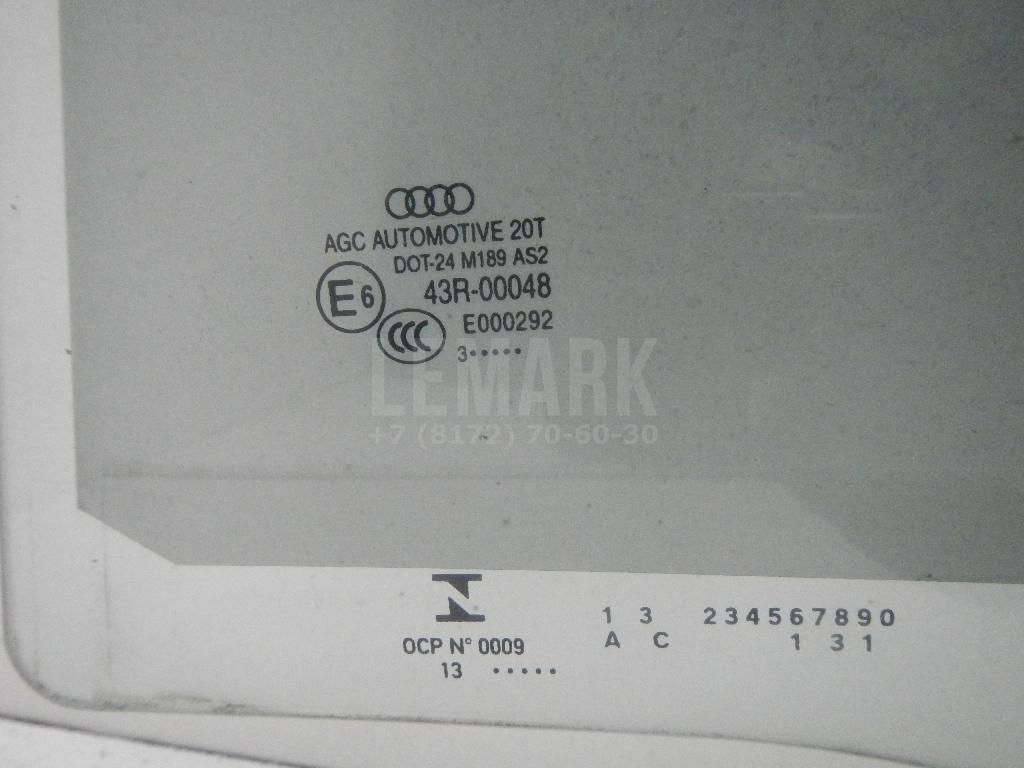 AGC AUTOMOTIVE 20T
DOT-24 M189 AS2
E6 43R-00048
CCC E000292
3•••••
LEMARK
+7 (8172) 70-60-30
N
OCP N° 0009
13 •••••
1 3 234567890
A C 1 3 1